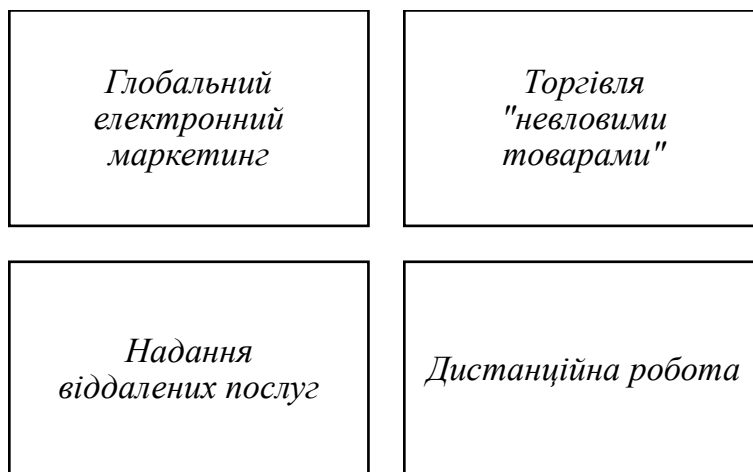 Глобальний
електронний
маркетинг
Торгівля
"невловими
товарами"
Надання
віддалених послуг
Дистанційна робота